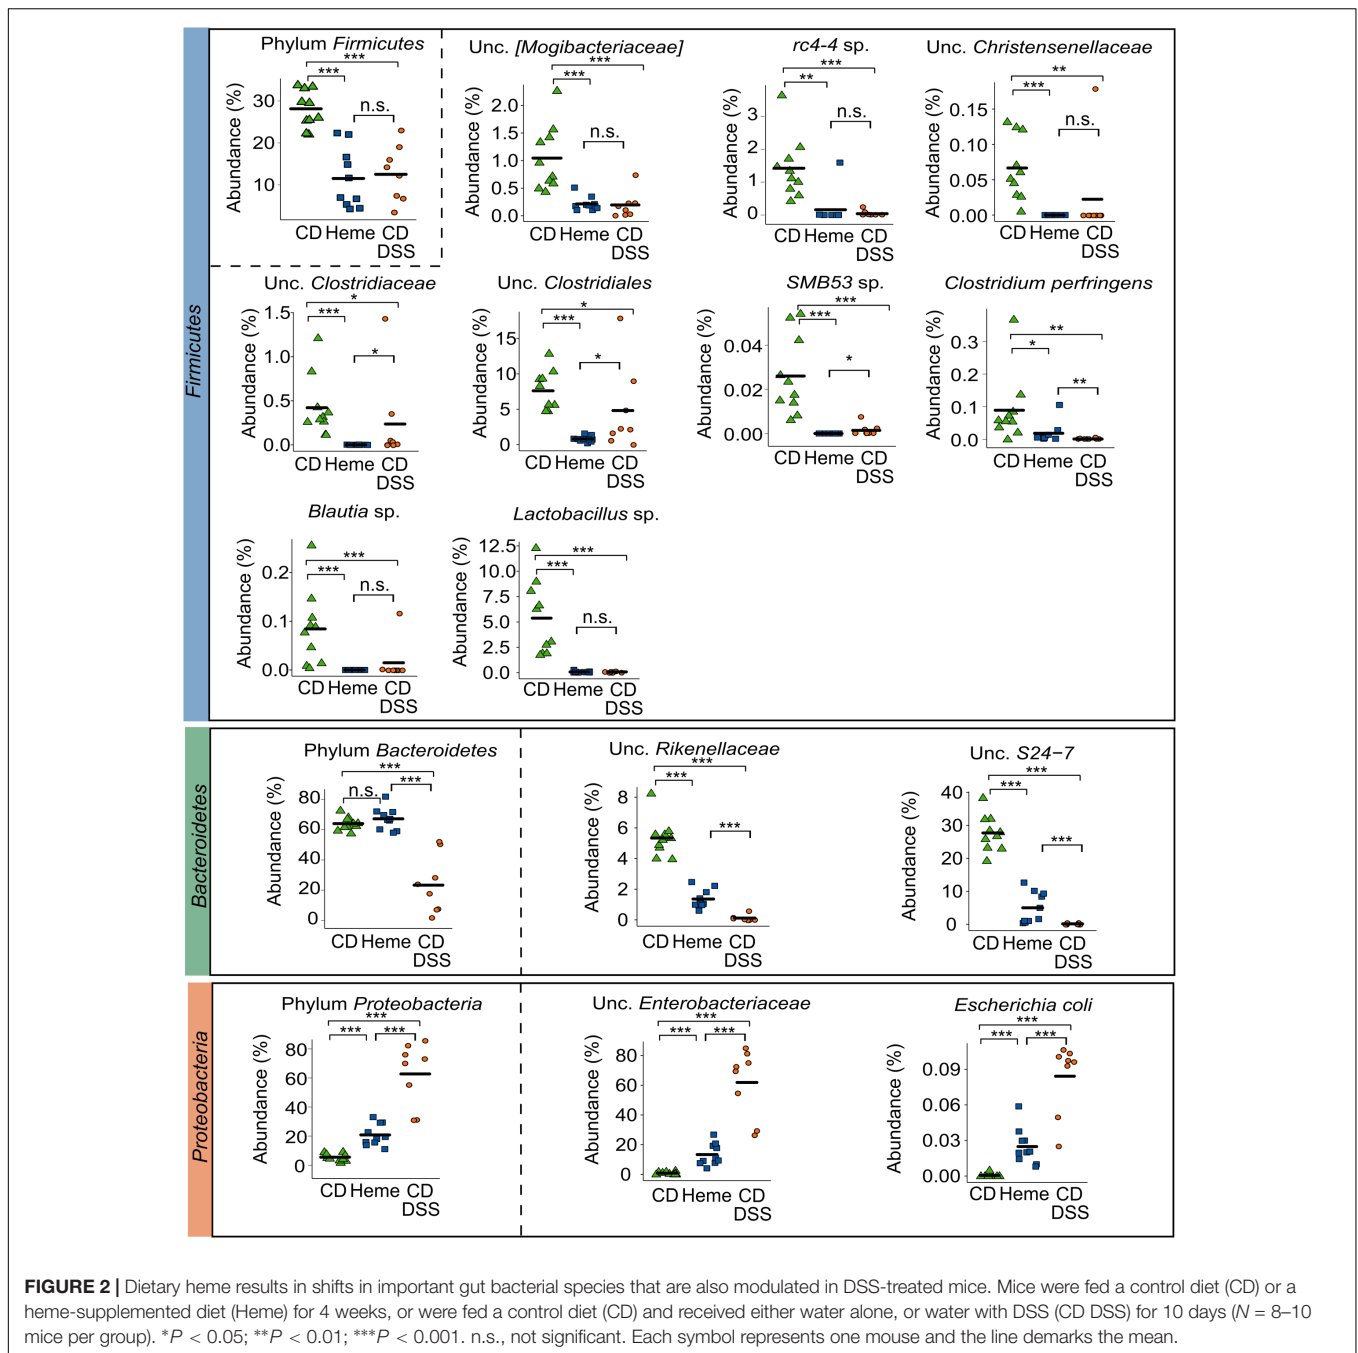 Firmicutes
Phylum Firmicutes
***
***
n.s.
Abundance (%)
30
20
10
CD Heme CD
DSS
Unc. [Mogibacteriaceae]
***
***
n.s.
Abundance (%)
2.0
1.5
1.0
0.5
0.0
CD Heme CD
DSS
rc4-4 sp.
***
**
n.s.
Abundance (%)
3
2
1
0
CD Heme CD
DSS
Unc. Christensenellaceae
**
***
n.s.
Abundance (%)
0.15
0.10
0.05
0.00
CD Heme CD
DSS
Unc. Clostridiaceae
*
***
*
Abundance (%)
1.5
1.0
0.5
0.0
CD Heme CD
DSS
Unc. Clostridiales
*
***
*
Abundance (%)
15
10
5
0
CD Heme CD
DSS
SMB53 sp.
***
***
*
Abundance (%)
0.04
0.02
0.00
CD Heme CD
DSS
Clostridium perfringens
**
*
**
Abundance (%)
0.3
0.2
0.1
0.0
CD Heme CD
DSS
Blautia sp.
***
***
n.s.
Abundance (%)
0.2
0.1
0.0
CD Heme CD
DSS
Lactobacillus sp.
***
***
n.s.
Abundance (%)
12.5
10.0
7.5
5.0
2.5
0.0
CD Heme CD
DSS
Bacteroidetes
Phylum Bacteroidetes
***
n.s. ***
Abundance (%)
80
60
40
20
0
CD Heme CD
DSS
Unc. Rikenellaceae
***
***
***
Abundance (%)
8
6
4
2
0
CD Heme CD
DSS
Unc. S24−7
***
***
***
Abundance (%)
40
30
20
10
0
CD Heme CD
DSS
Proteobacteria
Phylum Proteobacteria
***
*** ***
Abundance (%)
80
60
40
20
0
CD Heme CD
DSS
Unc. Enterobacteriaceae
***
*** ***
Abundance (%)
80
60
40
20
0
CD Heme CD
DSS
Escherichia coli
***
*** ***
Abundance (%)
0.09
0.06
0.03
0.00
CD Heme CD
DSS
FIGURE 2 | Dietary heme results in shifts in important gut bacterial species that are also modulated in DSS-treated mice. Mice were fed a control diet (CD) or a
heme-supplemented diet (Heme) for 4 weeks, or were fed a control diet (CD) and received either water alone, or water with DSS (CD DSS) for 10 days (N = 8–10
mice per group). *P < 0.05; **P < 0.01; ***P < 0.001. n.s., not significant. Each symbol represents one mouse and the line demarks the mean.